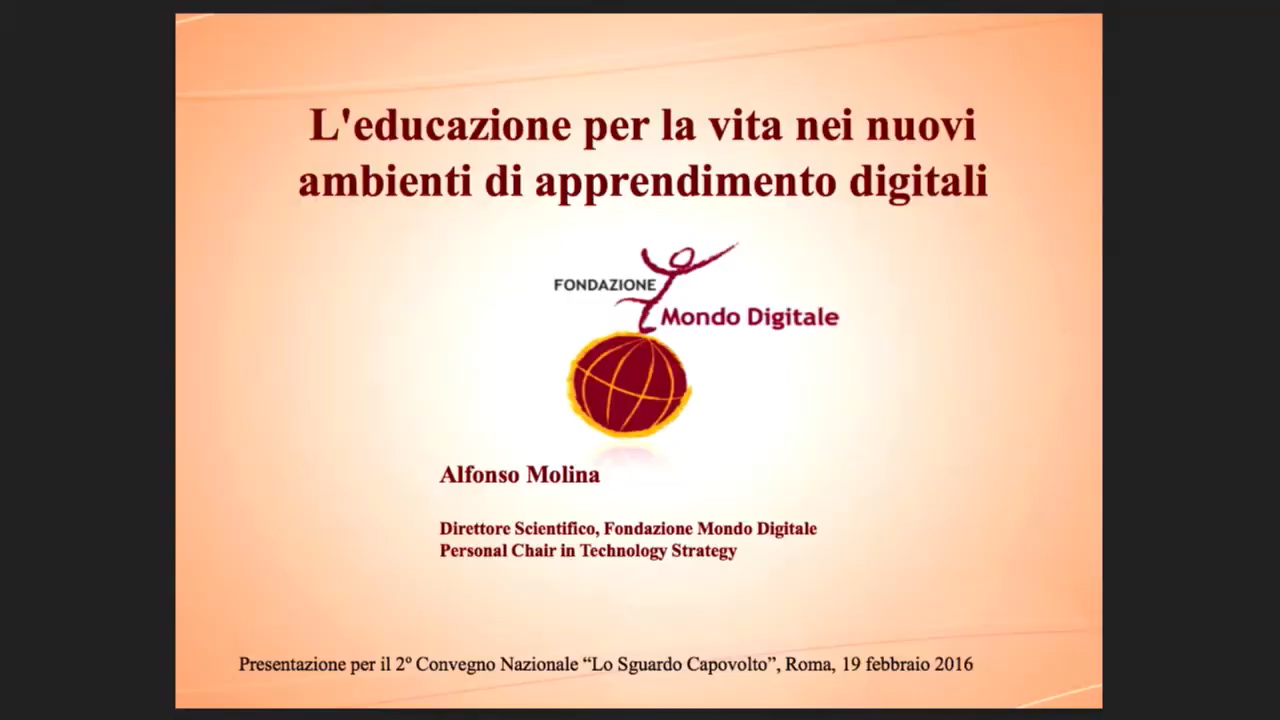 L'educazione per la vita nei nuovi
ambienti di apprendimento digitali
FONDAZIONE
Mondo Digitale
Alfonso Molina
Direttore Scientifico, Fondazione Mondo Digitale
Personal Chair in Technology Strategy
Presentazione per il 2º Convegno Nazionale “Lo Sguardo Capovolto”, Roma, 19 febbraio 2016